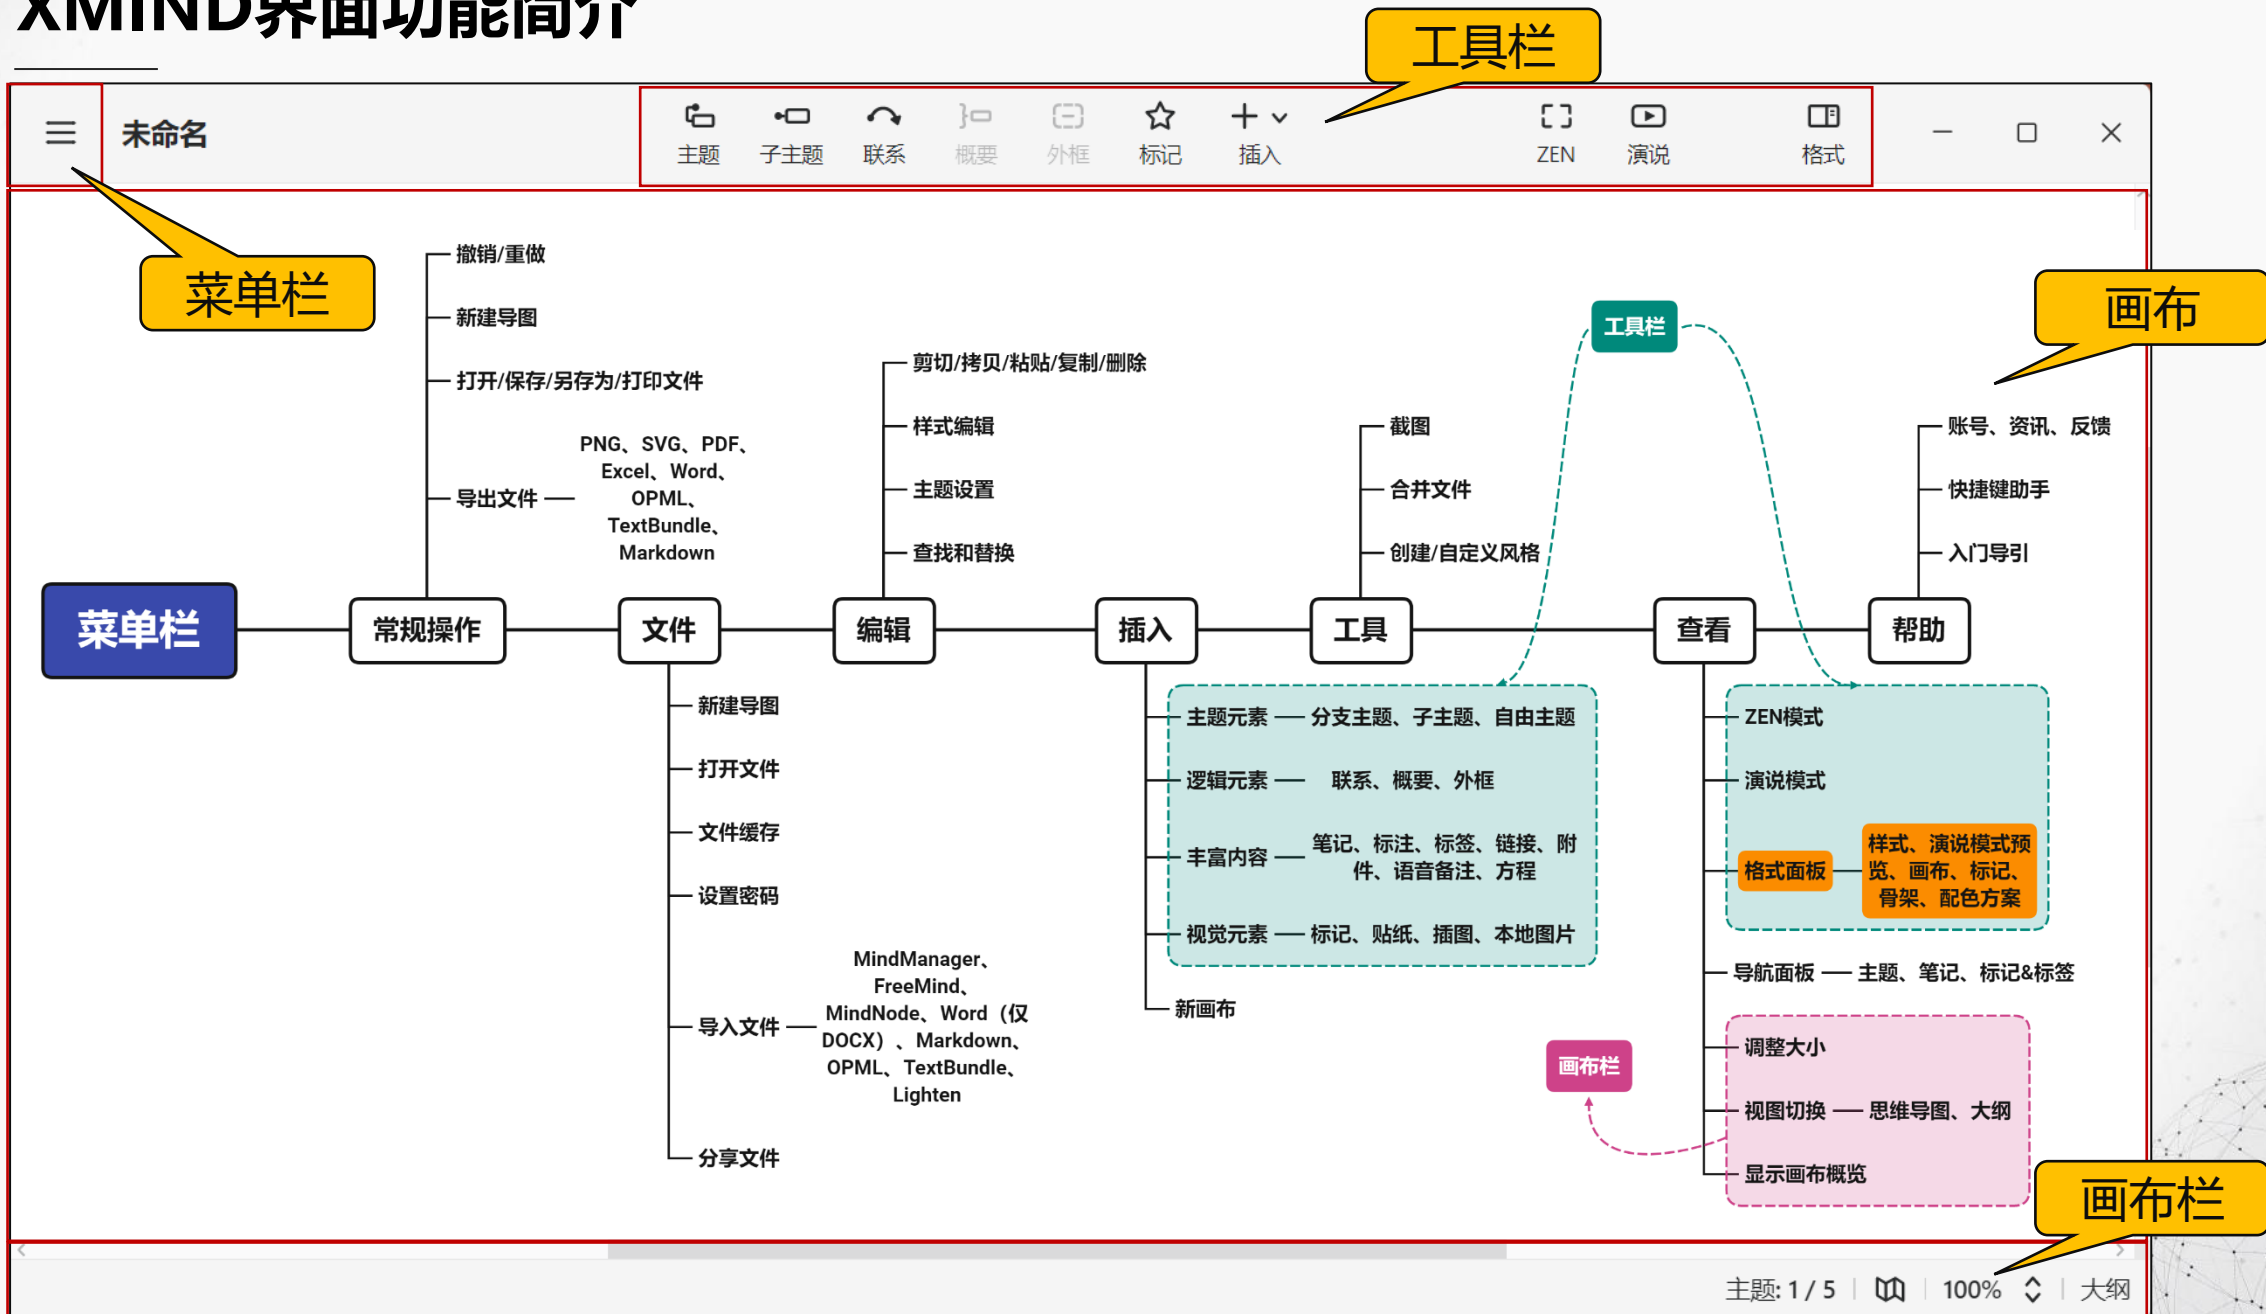 XMIND界面功能简介
工具栏
未命名
主题
子主题
联系
概要
外框
标记
插入
ZEN
演说
格式
菜单栏
画布
撤销/重做
新建导图
打开/保存/另存为/打印文件
导出文件
PNG、SVG、PDF、
Excel、Word、
OPML、
TextBundle、
Markdown
剪切/拷贝/粘贴/复制/删除
样式编辑
主题设置
查找和替换
工具栏
截图
合并文件
创建/自定义风格
账号、资讯、反馈
快捷键助手
入门导引
菜单栏
常规操作
文件
编辑
插入
工具
查看
帮助
新建导图
打开文件
文件缓存
设置密码
导入文件
MindManager、
FreeMind、
MindNode、Word（仅
DOCX）、Markdown、
OPML、TextBundle、
Lighten
分享文件
主题元素
分支主题、子主题、自由主题
逻辑元素
联系、概要、外框
丰富内容
笔记、标注、标签、链接、附
件、语音备注、方程
视觉元素
标记、贴纸、插图、本地图片
新画布
ZEN模式
演说模式
格式面板
样式、演说模式预
览、画布、标记、
骨架、配色方案
导航面板
主题、笔记、标记&标签
画布栏
调整大小
视图切换
思维导图、大纲
显示画布概览
画布栏
主题: 1 / 5
100%
大纲